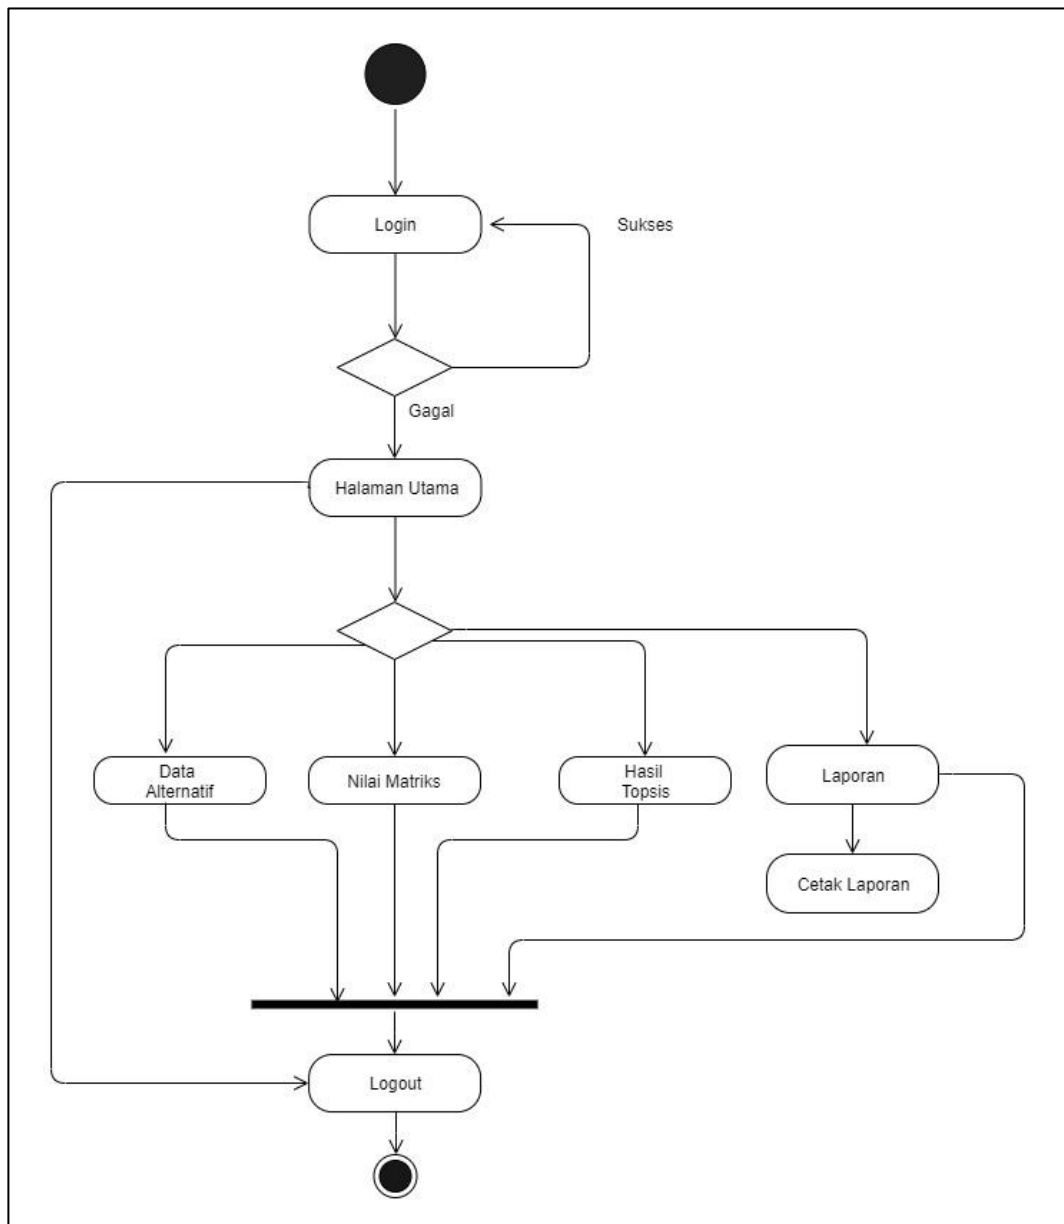 Login
Sukses
Gagal
Halaman Utama
Data
Alternatif
Nilai Matriks
Hasil
Topsis
Laporan
Cetak Laporan
Logout